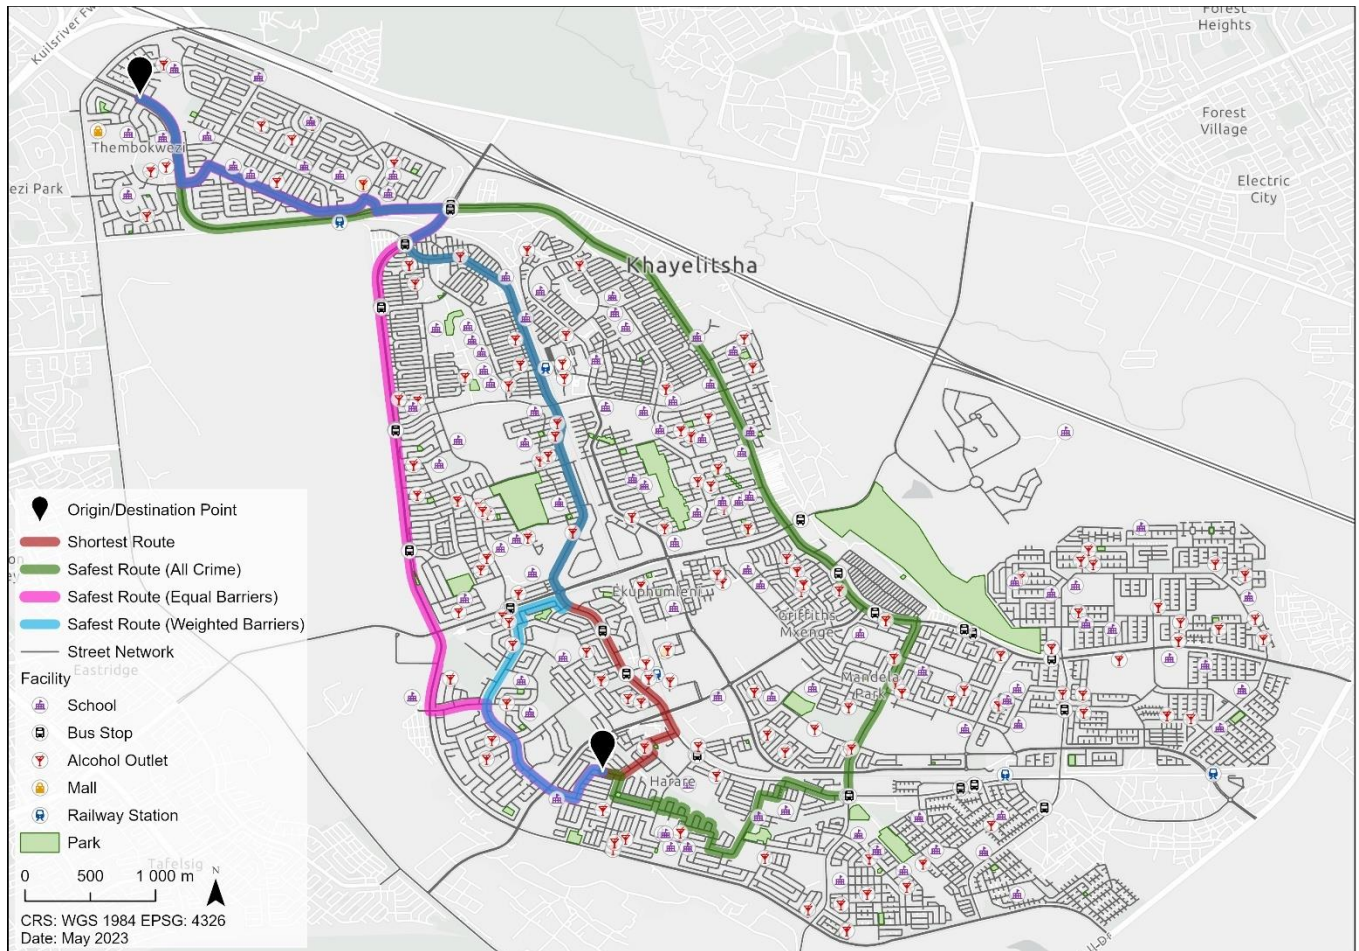 Kuilsriver Fw
Forest
Heights
Forest
Village
Thembokwezi
ezi Park
Electric
City
Khayelitsha
Origin/Destination Point
Shortest Route
Safest Route (All Crime)
Safest Route (Equal Barriers)
Safest Route (Weighted Barriers)
Street Network
Eastridge
Facility
School
Bus Stop
Alcohol Outlet
Mall
Railway Station
Park
Tafelsig
0 500 1 000 m
N
CRS: WGS 1984 EPSG: 4326
Date: May 2023
Ekuphumleni
Griffiths
Mxenge
Mandela
Park
Harare